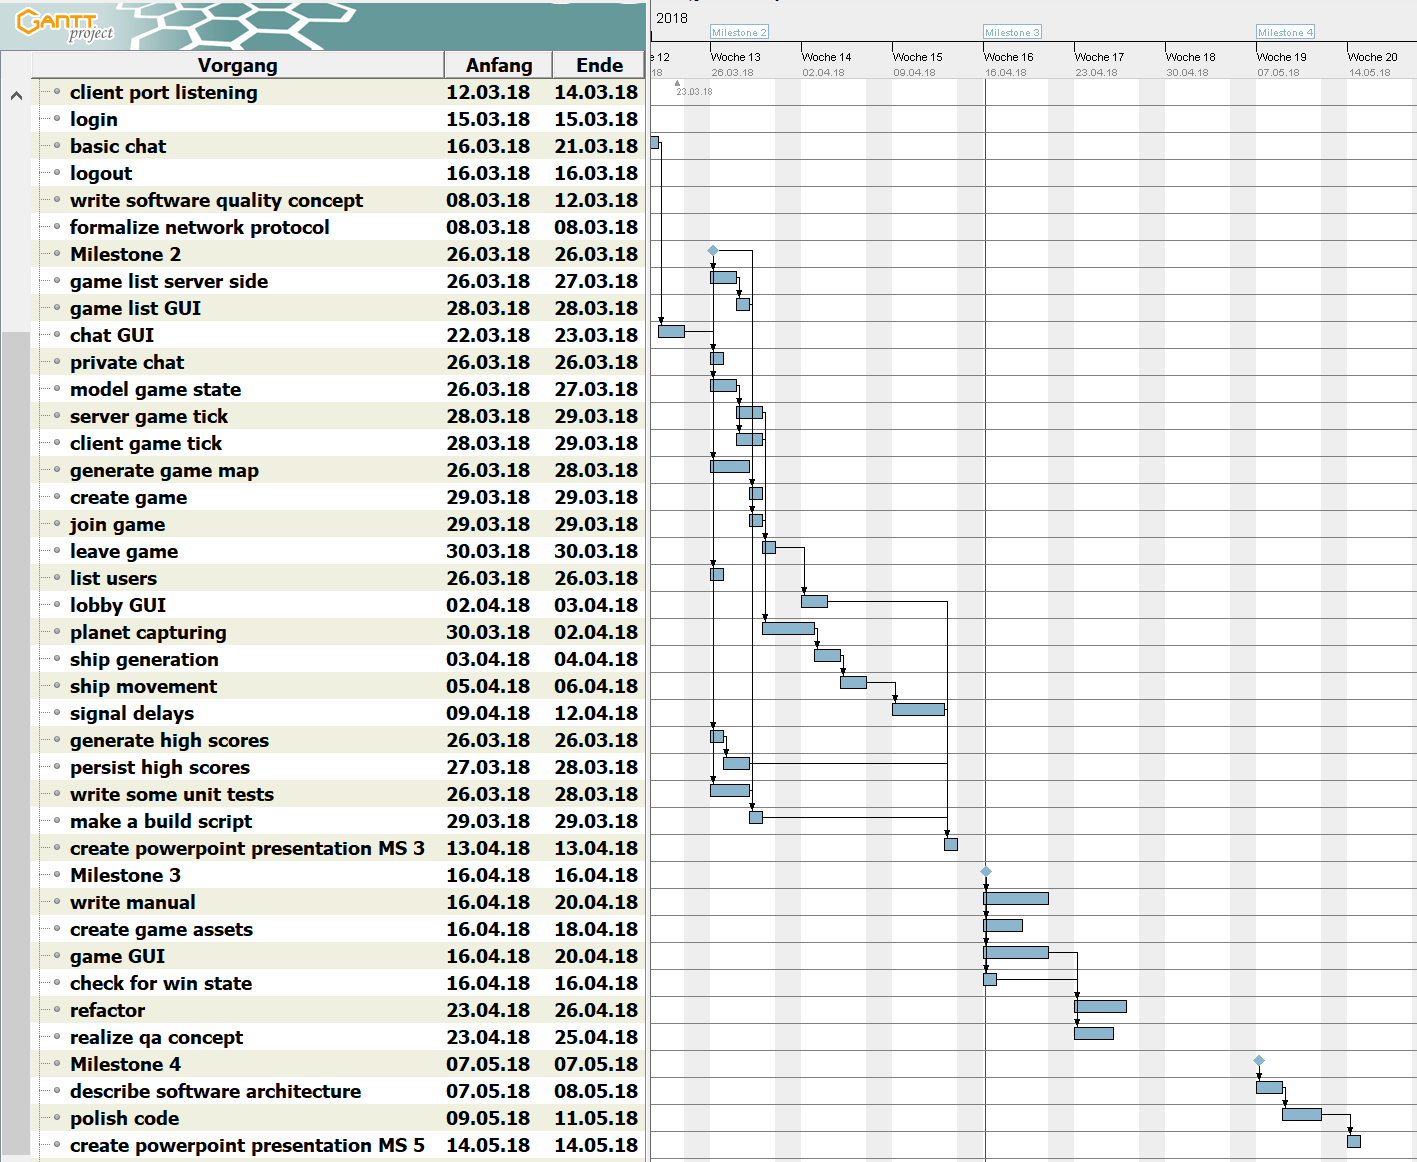 GANTT
project
2018
Milestone 2 Milestone 3 Milestone 4
e 12 Woche 13 Woche 14 Woche 15 Woche 16 Woche 17 Woche 18 Woche 19 Woche 20
18 26.03.18 02.04.18 09.04.18 16.04.18 23.04.18 30.04.18 07.05.18 14.05.18
23.03.18
Vorgang Anfang Ende
client port listening 12.03.18 14.03.18
login 15.03.18 15.03.18
basic chat 16.03.18 21.03.18
logout 16.03.18 16.03.18
write software quality concept 08.03.18 12.03.18
formalize network protocol 08.03.18 08.03.18
Milestone 2 26.03.18 26.03.18
game list server side 26.03.18 27.03.18
game list GUI 28.03.18 28.03.18
chat GUI 22.03.18 23.03.18
private chat 26.03.18 26.03.18
model game state 26.03.18 27.03.18
server game tick 28.03.18 29.03.18
client game tick 28.03.18 29.03.18
generate game map 26.03.18 28.03.18
create game 29.03.18 29.03.18
join game 29.03.18 29.03.18
leave game 30.03.18 30.03.18
list users 26.03.18 26.03.18
lobby GUI 02.04.18 03.04.18
planet capturing 30.03.18 02.04.18
ship generation 03.04.18 04.04.18
ship movement 05.04.18 06.04.18
signal delays 09.04.18 12.04.18
generate high scores 26.03.18 26.03.18
persist high scores 27.03.18 28.03.18
write some unit tests 26.03.18 28.03.18
make a build script 29.03.18 29.03.18
create powerpoint presentation MS 3 13.04.18 13.04.18
Milestone 3 16.04.18 16.04.18
write manual 16.04.18 20.04.18
create game assets 16.04.18 18.04.18
game GUI 16.04.18 20.04.18
check for win state 16.04.18 16.04.18
refactor 23.04.18 26.04.18
realize qa concept 23.04.18 25.04.18
Milestone 4 07.05.18 07.05.18
describe software architecture 07.05.18 08.05.18
polish code 09.05.18 11.05.18
create powerpoint presentation MS 5 14.05.18 14.05.18